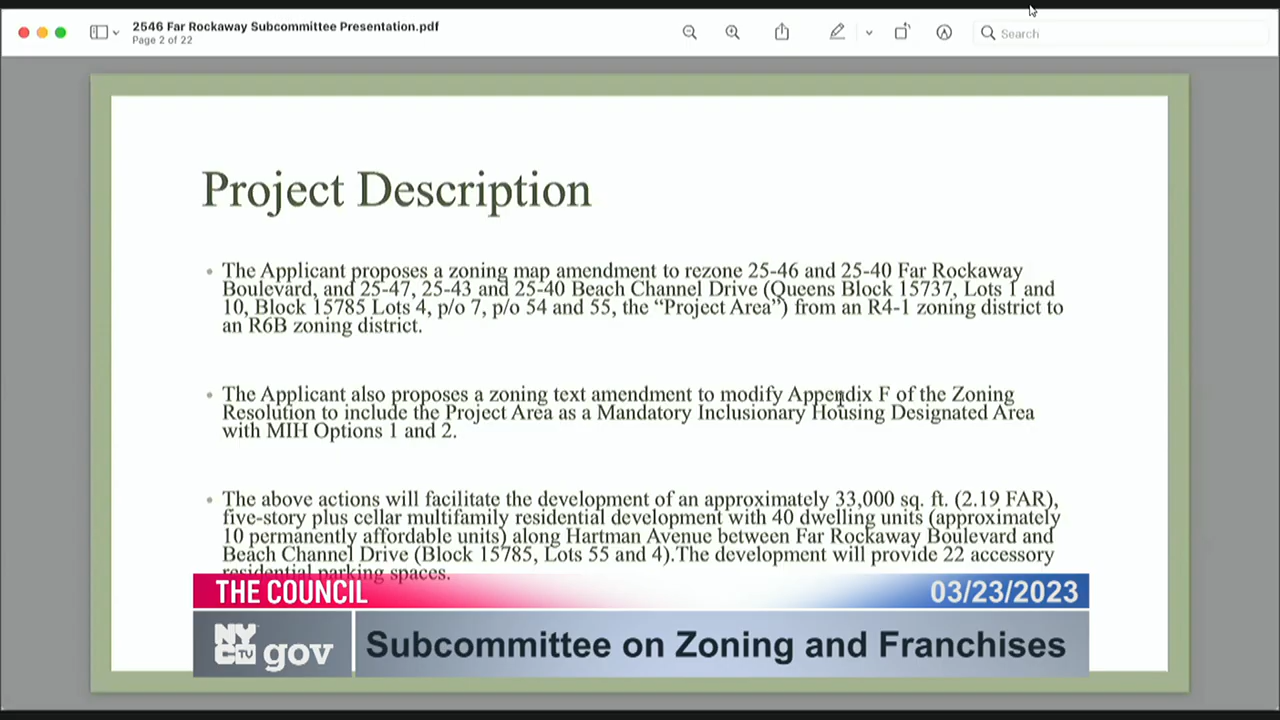 2546 Far Rockaway Subcommittee Presentation.pdf
Page 2 of 22
Search
Project Description
• The Applicant proposes a zoning map amendment to rezone 25-46 and 25-40 Far Rockaway
Boulevard, and 25-47, 25-43 and 25-40 Beach Channel Drive (Queens Block 15737, Lots 1 and
10, Block 15785 Lots 4, p/o 7, p/o 54 and 55, the “Project Area”) from an R4-1 zoning district to
an R6B zoning district.
• The Applicant also proposes a zoning text amendment to modify Appendix F of the Zoning
Resolution to include the Project Area as a Mandatory Inclusionary Housing Designated Area
with MIH Options 1 and 2.
• The above actions will facilitate the development of an approximately 33,000 sq. ft. (2.19 FAR),
five-story plus cellar multifamily residential development with 40 dwelling units (approximately
10 permanently affordable units) along Hartman Avenue between Far Rockaway Boulevard and
Beach Channel Drive (Block 15785, Lots 55 and 4).The development will provide 22 accessory
residential parking spaces.
THE COUNCIL
03/23/2023
NYC TV gov
Subcommittee on Zoning and Franchises